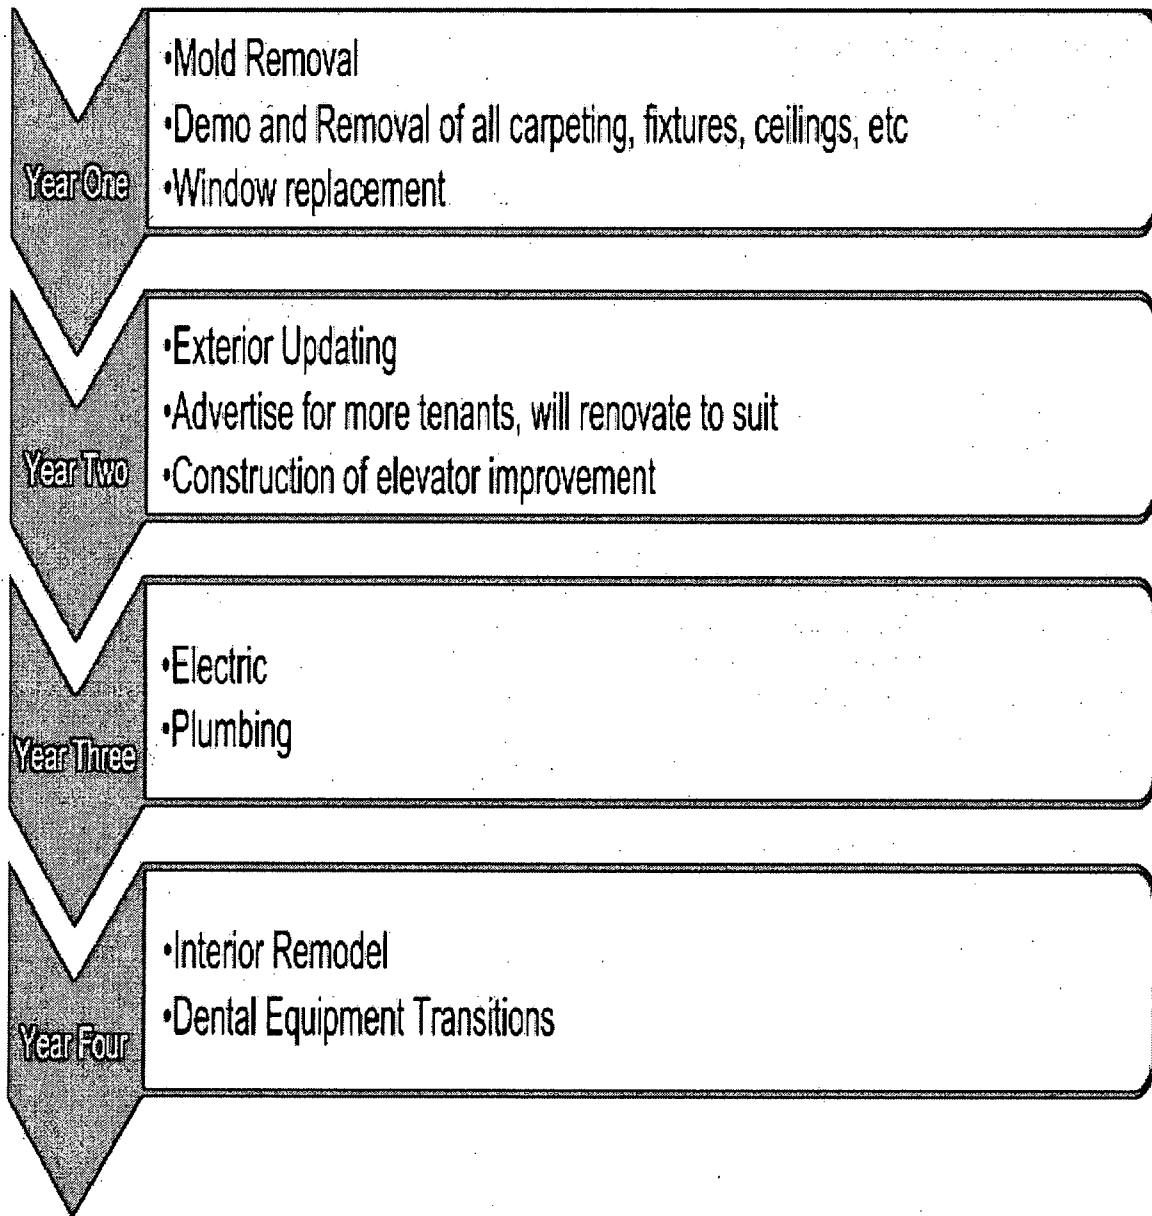 •Mold Removal
•Demo and Removal of all carpeting, fixtures, ceilings, etc
Year One
•Window replacement
•Exterior Updating
•Advertise for more tenants, will renovate to suit
Year Two
•Construction of elevator improvement
•Electric
•Plumbing
Year Three
•Interior Remodel
•Dental Equipment Transitions
Year Four